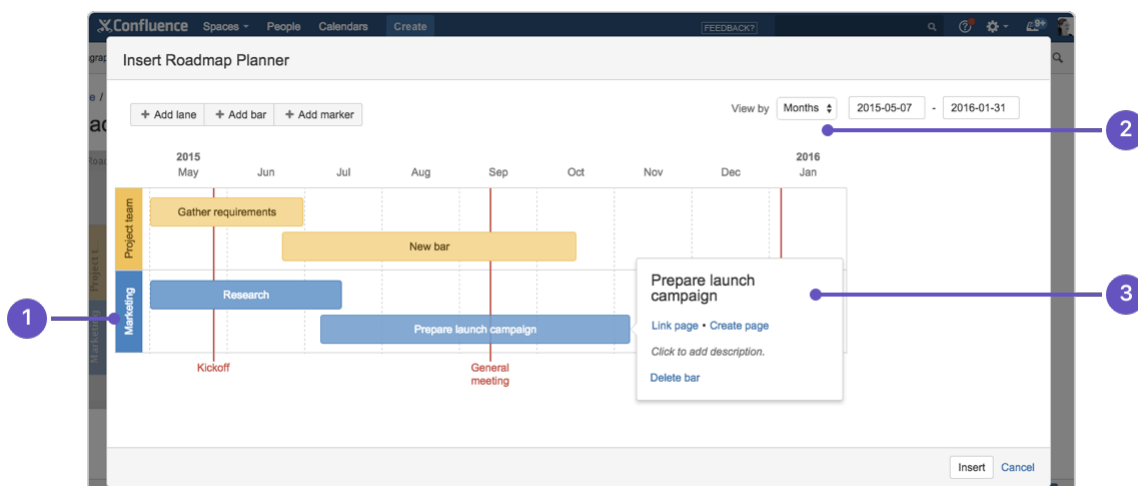 Confluence Spaces People Calendars Create FEEDBACK? 9+
Insert Roadmap Planner
+ Add lane + Add bar + Add marker View by Months 2015-05-07 - 2016-01-31
2
2015 2016
May Jun Jul Aug Sep Oct Nov Dec Jan
Project team
Gather requirements
New bar
Marketing
Research
Prepare launch campaign
1
Kickoff
General
meeting
Prepare launch
campaign
3
Link page • Create page
Click to add description.
Delete bar
Insert Cancel